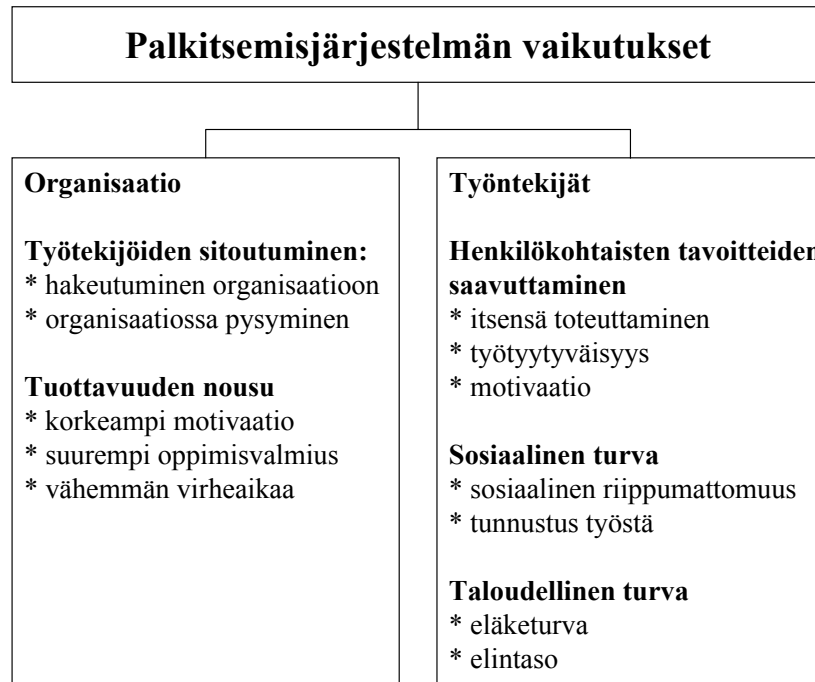 Palkitsemisjärjestelmän vaikutukset
Organisaatio
Työtekijöiden sitoutuminen:
* hakeutuminen organisaatioon
* organisaatiossa pysyminen
Tuottavuuden nousu
* korkeampi motivaatio
* suurempi oppimisvalmius
* vähemmän virheaikaa
Työntekijät
Henkilökohtaisten tavoitteiden
saavuttaminen
* itsensä toteuttaminen
* työtyytyväisyys
* motivaatio
Sosiaalinen turva
* sosiaalinen riippumattomuus
* tunnustus työstä
Taloudellinen turva
* eläketurva
* elintaso